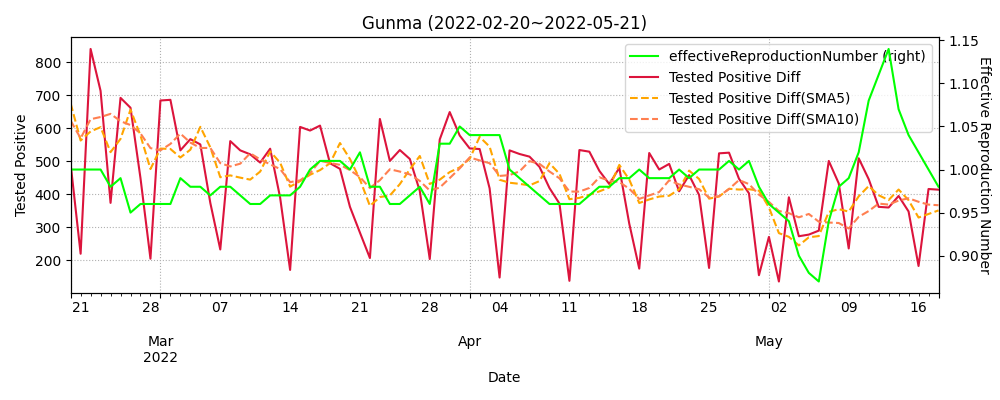 Gunma (2022-02-20~2022-05-21)
effectiveReproductionNumber (right)
Tested Positive Diff
Tested Positive Diff(SMA5)
Tested Positive Diff(SMA10)
Tested Positive
800
700
600
500
400
300
200
1.15
1.10
1.05
1.00
0.95
0.90
Effective Reproduction Number
21 28 07 14 21 28 04 11 18 25 02 09 16
Mar Apr May
2022
Date